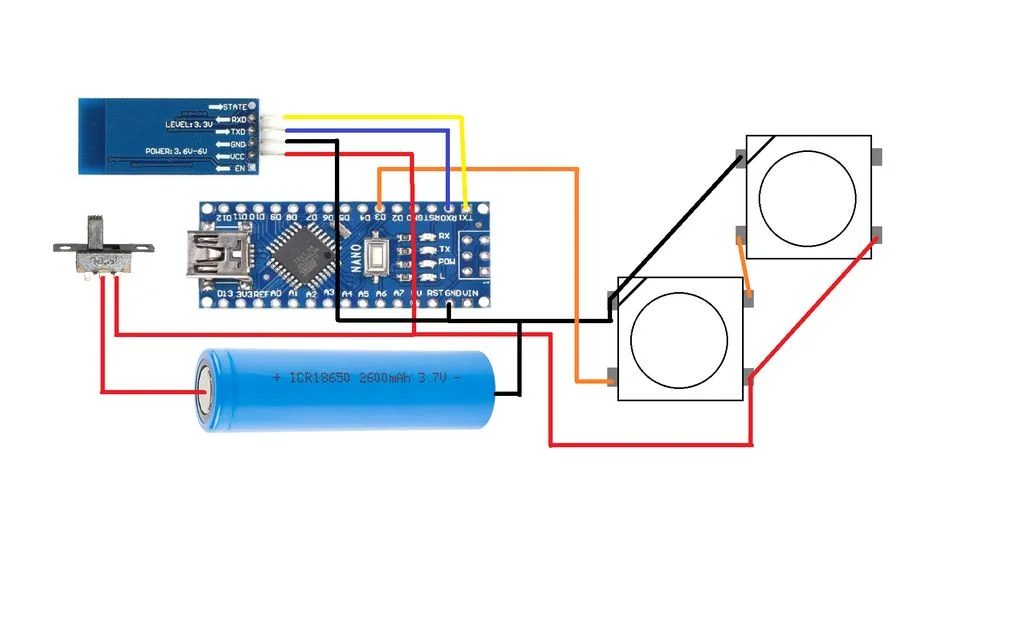 STATE
RXD
LEVEL:3.3V
TXD
GND
POWER:3.6V-6V
VCC
EN
D12 D11 D10 D9 D8 D7 D6 D5 D4 D3 D2 GND RST RX0 TX1
NANO
RX
TX
POW
L
1
D13 3V3 REF A0 A1 A2 A3 A4 A5 A6 A7 5V RST GND VIN
+ ICR18650 2600mAh 3.7V -